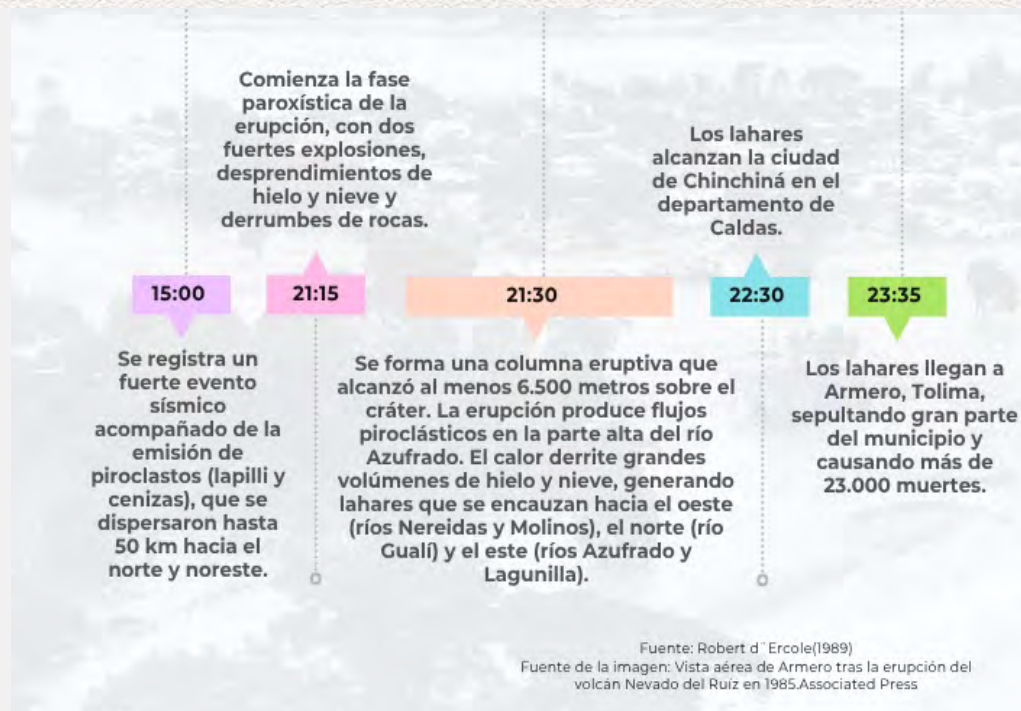 15:00
Se registra un
fuerte evento
sísmico
acompañado de la
emisión de
piroclastos (lapilli y
cenizas), que se
dispersaron hasta
50 km hacia el
norte y noreste.
Comienza la fase
paroxística de la
erupción, con dos
fuertes explosiones,
desprendimientos de
hielo y nieve y
derrumbes de rocas.
21:15
21:30
Se forma una columna eruptiva que
alcanzó al menos 6.500 metros sobre el
cráter. La erupción produce flujos
piroclásticos en la parte alta del río
Azufrado. El calor derrite grandes
volúmenes de hielo y nieve, generando
lahares que se encauzan hacia el oeste
(ríos Nereidas y Molinos), el norte (río
Gualí) y el este (ríos Azufrado y
Lagunilla).
Los lahares
alcanzan la ciudad
de Chinchiná en el
departamento de
Caldas.
22:30
23:35
Los lahares llegan a
Armero, Tolima,
sepultando gran parte
del municipio y
causando más de
23.000 muertes.
Fuente: Robert d¨Ercole(1989)
Fuente de la imagen: Vista aérea de Armero tras la erupción del
volcán Nevado del Ruíz en 1985.Associated Press